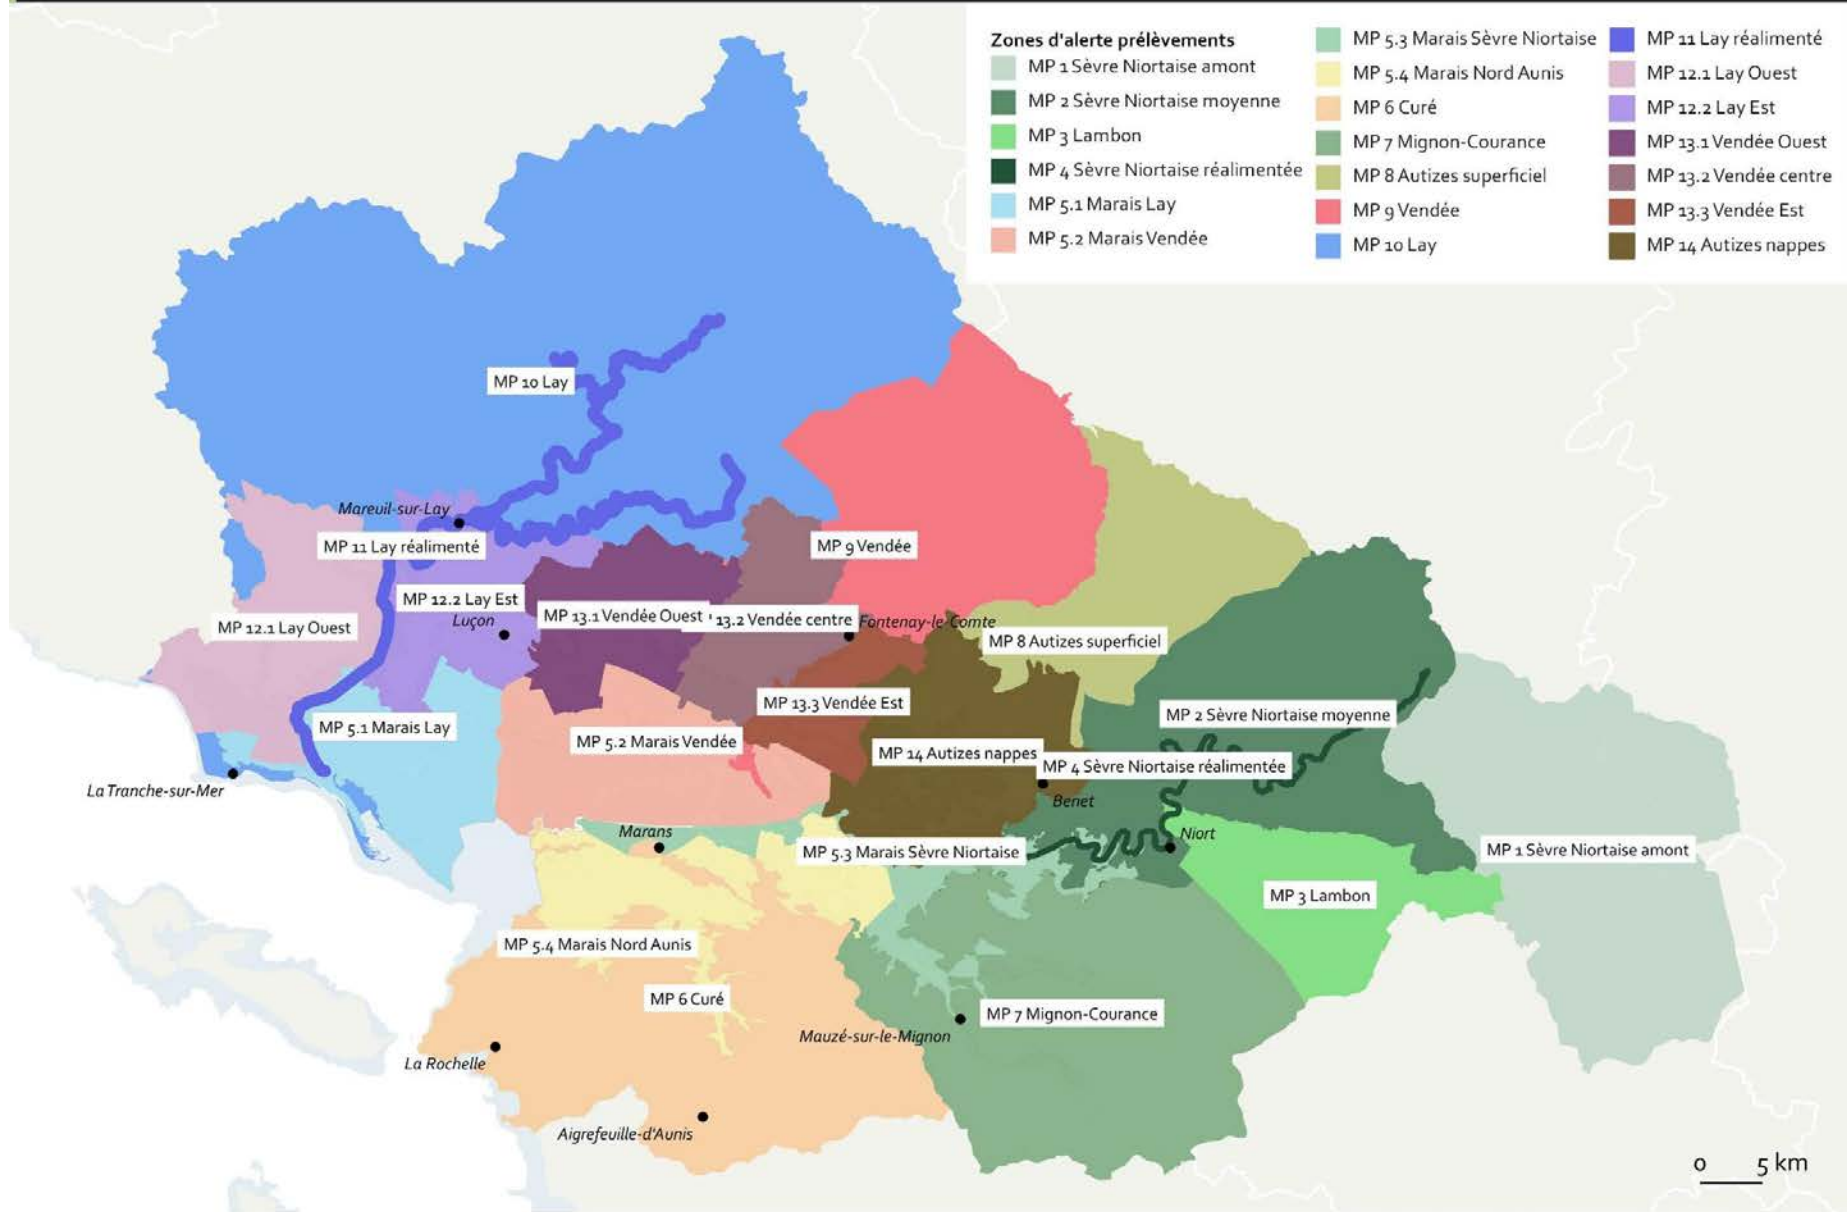 Zones d'alerte prélèvements
MP 1 Sèvre Niortaise amont
MP 2 Sèvre Niortaise moyenne
MP 3 Lambon
MP 4 Sèvre Niortaise réalimentée
MP 5.1 Marais Lay
MP 5.2 Marais Vendée
MP 5.3 Marais Sèvre Niortaise
MP 5.4 Marais Nord Aunis
MP 6 Curé
MP 7 Mignon-Courance
MP 8 Autizes superficiel
MP 9 Vendée
MP 10 Lay
MP 11 Lay réalimenté
MP 12.1 Lay Ouest
MP 12.2 Lay Est
MP 13.1 Vendée Ouest
MP 13.2 Vendée centre
MP 13.3 Vendée Est
MP 14 Autizes nappes
MP 10 Lay
Mareuil-sur-Lay
MP 11 Lay réalimenté
MP 9 Vendée
MP 12.2 Lay Est
MP 12.1 Lay Ouest
Luçon
MP 13.1 Vendée Ouest
13.2 Vendée centre
Fontenay-le-Comte
MP 8 Autizes superficiel
MP 13.3 Vendée Est
MP 2 Sèvre Niortaise moyenne
MP 5.1 Marais Lay
MP 5.2 Marais Vendée
MP 14 Autizes nappes
MP 4 Sèvre Niortaise réalimentée
La Tranche-sur-Mer
Benet
Marans
Niort
MP 5.3 Marais Sèvre Niortaise
MP 1 Sèvre Niortaise amont
MP 3 Lambon
MP 5.4 Marais Nord Aunis
MP 6 Curé
MP 7 Mignon-Courance
Mauzé-sur-le-Mignon
La Rochelle
Aigrefeuille-d'Aunis
0 5 km